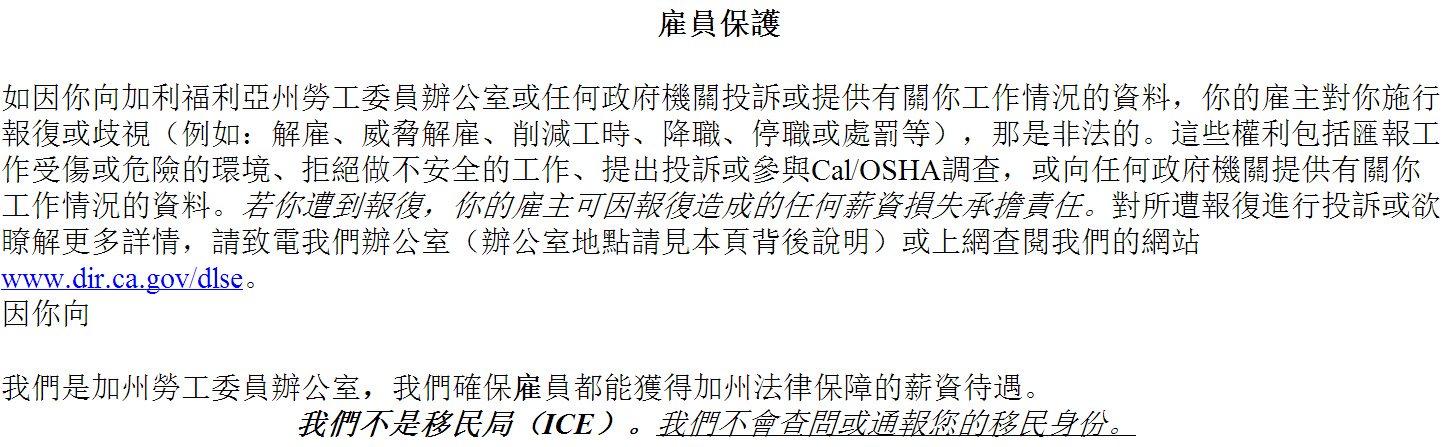 雇員保護
如因你向加利福利亞州勞工委員辦公室或任何政府機關投訴或提供有關你工作情況的資料，你的雇主對你施行
報復或歧視（例如：解雇、威脅解雇、削減工時、降職、停職或處罰等），那是非法的。這些權利包括匯報工
作受傷或危險的環境、拒絕做不安全的工作、提出投訴或參與Cal/OSHA調查，或向任何政府機關提供有關你
工作情況的資料。若你遭到報復，你的雇主可因報復造成的任何薪資損失承擔責任。對所遭報復進行投訴或欲
瞭解更多詳情，請致電我們辦公室（辦公室地點請見本頁背後說明）或上網查閱我們的網站
www.dir.ca.gov/dlse。
因你向
我們是加州勞工委員辦公室，我們確保雇員都能獲得加州法律保障的薪資待遇。
我們不是移民局（ICE）。我們不會查問或通報您的移民身份。